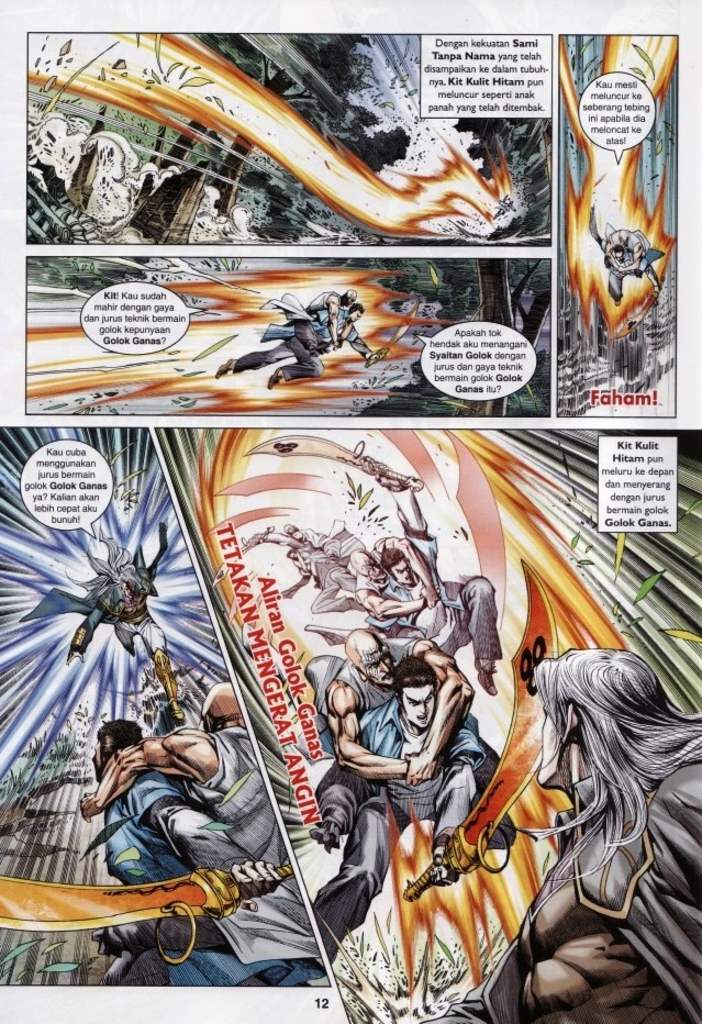 Dengan kekuatan Sami
Tanpa Nama yang telah
disampaikan ke dalam tubuh-
nya, Kit Kulit Hitam pun
meluncur seperti anak
panah yang telah ditembak.
Kau mesti
meluncur ke
seberang tebing
ini apabila dia
meloncat ke
atas!
Faham!
Kit! Kau sudah
mahir dengan gaya
dan jurus teknik bermain
golok kepunyaan
Golok Ganas?
Apakah tok
hendak aku menangani
Syaitan Golok dengan
jurus dan gaya teknik
bermain golok Golok
Ganas itu?
Kau cuba
menggunakan
jurus bermain
golok Golok Ganas
ya? Kalian akan
lebih cepat aku
bunuh!
Aliran Golok Ganas
TETAKAN MENGERAT ANGIN
Kit Kulit
Hitam pun
meluru ke depan
dan menyerang
dengan jurus
bermain golok
Golok Ganas.
12